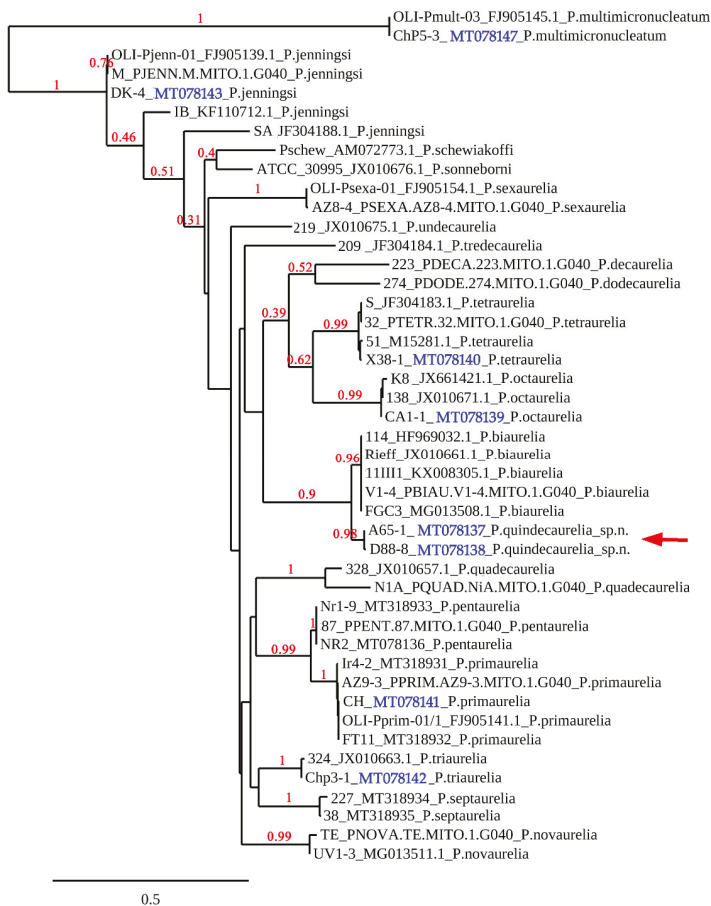 1
OLI-Pmult-03_FJ905145.1_P.multimicronucleatum
ChP5-3_MT078147_P.multimicronucleatum
0.76
OLI-Pjenn-01_FJ905139.1_P.jenningsi
M_PJENN.M.MITO.1.G040_P.jenningsi
1
DK-4_MT078143_P.jenningsi
IB_KF110712.1_P.jenningsi
0.46
SA_JF304188.1_P.jenningsi
0.4
Pschew_AM072773.1_P.schewiakoffi
0.51
ATCC_30995_JX010676.1_P.sonneborni
1
OLI-Psexa-01_FJ905154.1_P.sexaurelia
AZ8-4_PSEXA.AZ8-4.MITO.1.G040_P.sexaurelia
0.31
219_JX010675.1_P.undecaurelia
209_JF304184.1_P.tredecaurelia
0.52
223_PDECA.223.MITO.1.G040_P.decaurelia
274_PDODE.274.MITO.1.G040_P.dodecaurelia
0.39
S_JF304183.1_P.tetraurelia
0.99
32_PTETR.32.MITO.1.G040_P.tetraurelia
51_M15281.1_P.tetraurelia
0.62
X38-1_MT078140_P.tetraurelia
K8_JX661421.1_P.octaurelia
0.99
138_JX010671.1_P.octaurelia
CA1-1_MT078139_P.octaurelia
114_HF969032.1_P.biaurelia
0.96
Rieff_JX010661.1_P.biaurelia
11III1_KX008305.1_P.biaurelia
0.9
V1-4_PBIAU.V1-4.MITO.1.G040_P.biaurelia
FGC3_MG013508.1_P.biaurelia
0.98
A65-1_MT078137_P.quindecaurelia_sp.n.
D88-8_MT078138_P.quindecaurelia_sp.n.
1
328_JX010657.1_P.quadecaurelia
N1A_PQUAD.NiA.MITO.1.G040_P.quadecaurelia
Nr1-9_MT318933_P.pentaurelia
1
87_PPENT.87.MITO.1.G040_P.pentaurelia
0.99
NR2_MT078136_P.pentaurelia
Ir4-2_MT318931_P.primaurelia
1
AZ9-3_PPRIM.AZ9-3.MITO.1.G040_P.primaurelia
CH_MT078141_P.primaurelia
OLI-Pprim-01/1_FJ905141.1_P.primaurelia
FT11_MT318932_P.primaurelia
1
324_JX010663.1_P.triaurelia
Chp3-1_MT078142_P.triaurelia
1
227_MT318934_P.septaurelia
38_MT318935_P.septaurelia
0.99
TE_PNOVA.TE.MITO.1.G040_P.novaurelia
UV1-3_MG013511.1_P.novaurelia
0.5